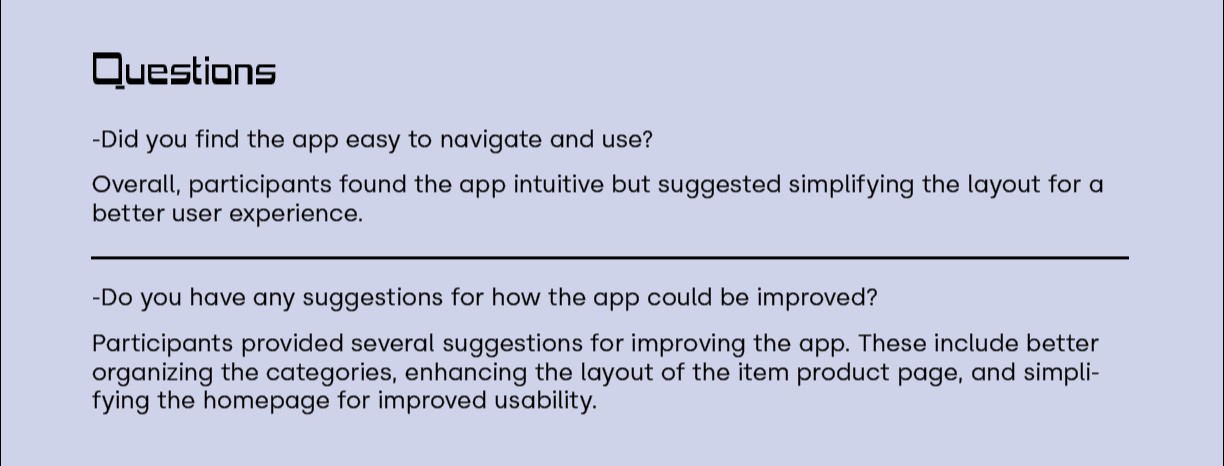 Questions
-Did you find the app easy to navigate and use?
Overall, participants found the app intuitive but suggested simplifying the layout for a
better user experience.
-Do you have any suggestions for how the app could be improved?
Participants provided several suggestions for improving the app. These include better
organizing the categories, enhancing the layout of the item product page, and simpli-
fying the homepage for improved usability.